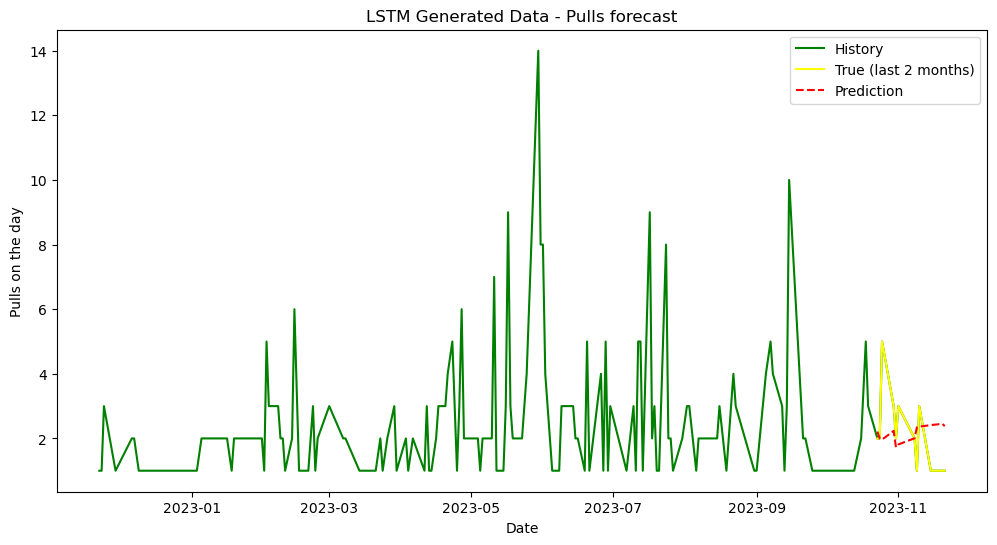 LSTM Generated Data - Pulls forecast
History
True (last 2 months)
Prediction
14
12
10
8
6
4
2
Pulls on the day
2023-01
2023-03
2023-05
2023-07
2023-09
2023-11
Date